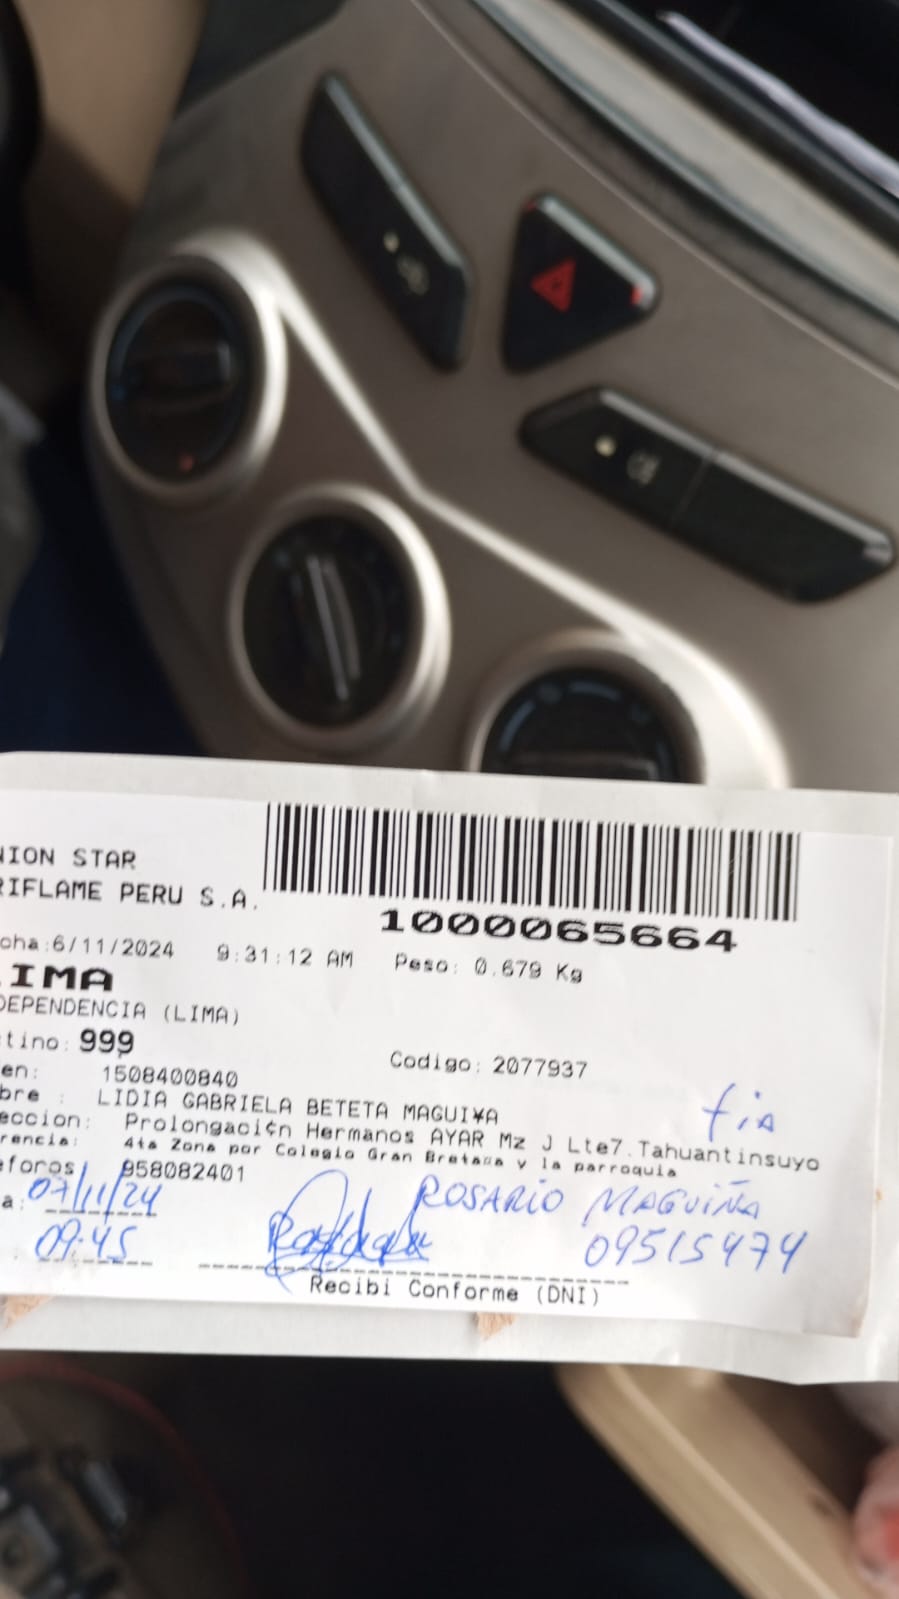 NION STAR
RIFLAME PERU S.A.
1000065664
cha:6/11/2024 9:31:12 AM Peso: 0.679 Kg
LIMA
DEPENDENCIA (LIMA)
tino: 999
Codigo: 2077937
en: 1508400840
bre : LIDIA GABRIELA BETETA MAGUI¥A
eccion: Prolongaci¢n Hermanos AYAR Mz J Lte7.Tahuantinsuyo
rencia: 4ta Zona por Colegio Gran Bretaña y la parroquia
efonos 958082401
tia
a: 07/11/24 ROSARIO MAGUIÑA
09:45 09515474
Recibi Conforme (DNI)